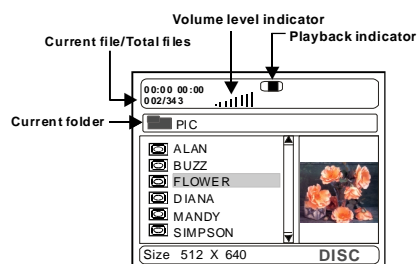 Volume level indicator
Current file/Total files
Playback indicator
00:00 00:00
002/343
Current folder
PIC
ALAN
BUZZ
FLOWER
DIANA
MANDY
SIMPSON
Size 512 X 640 DISC